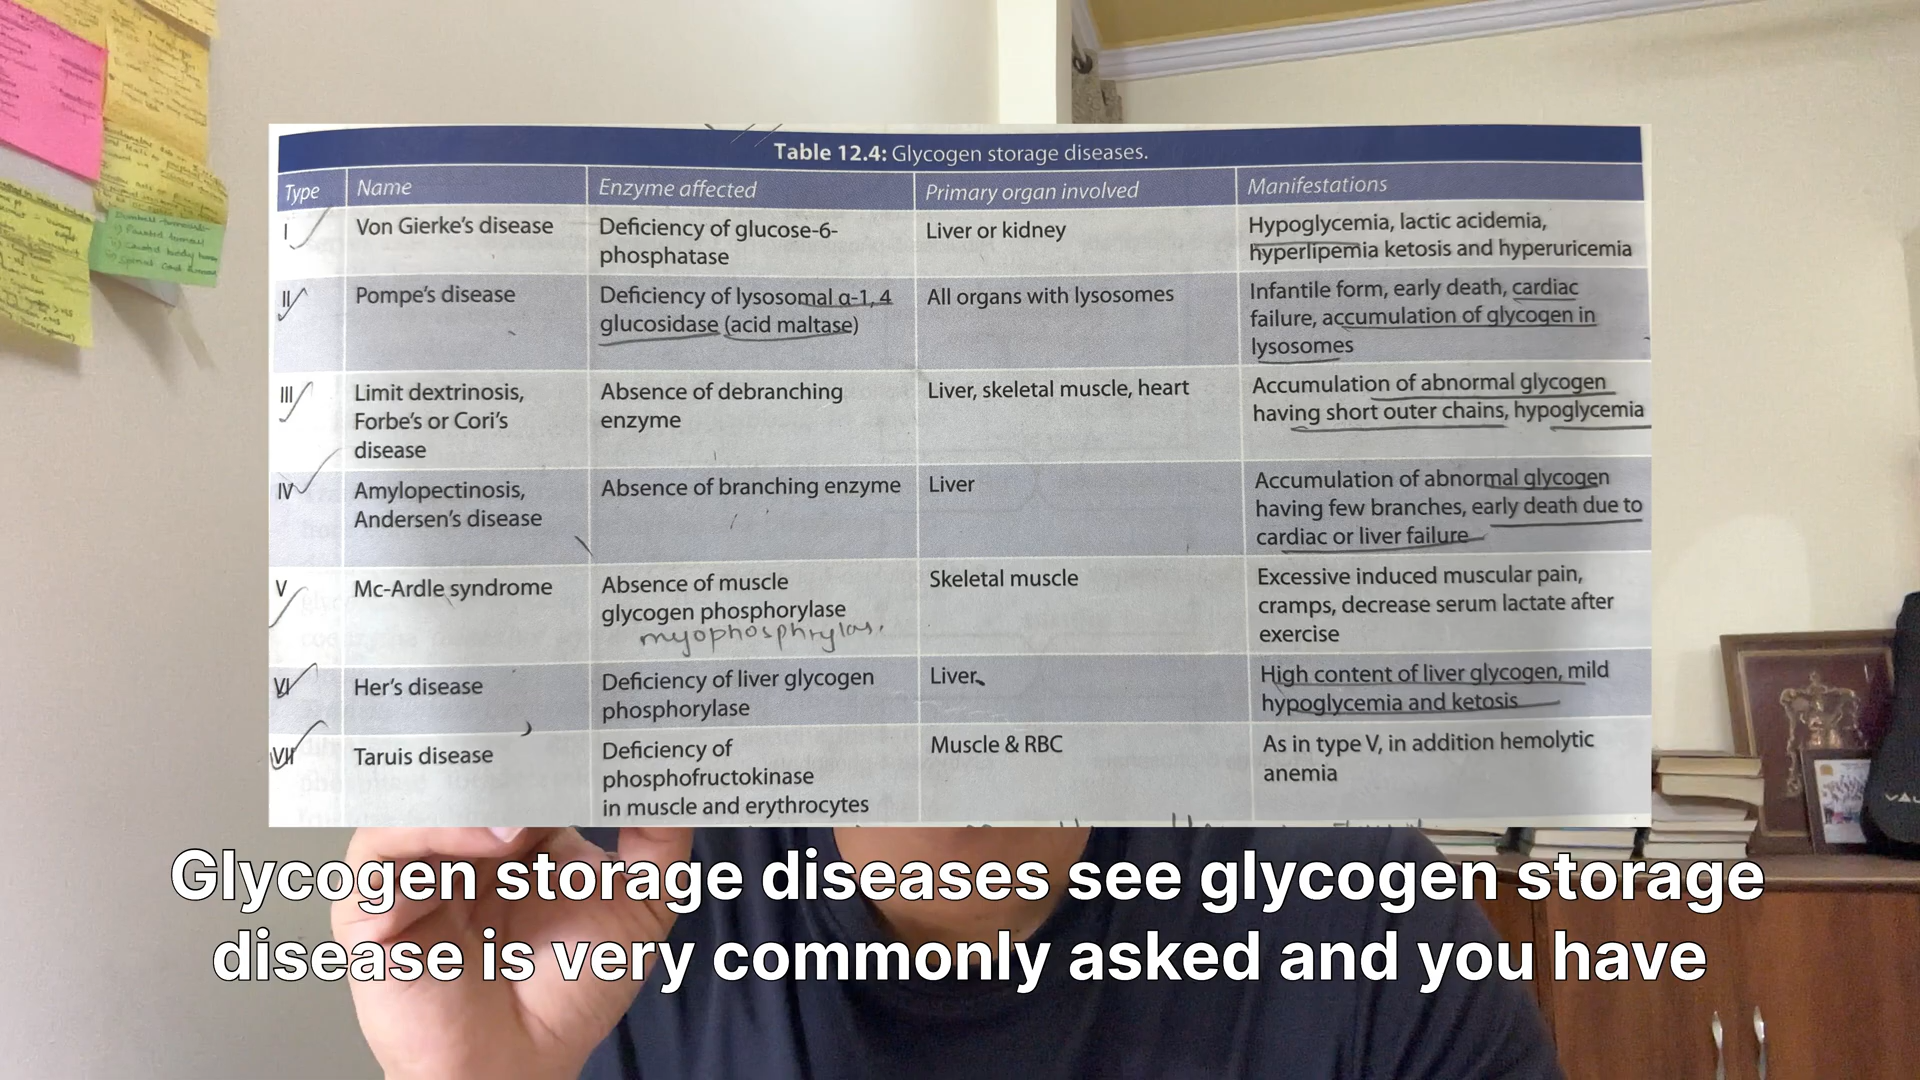 Table 12.4: Glycogen storage diseases.
Type Name Enzyme affected Primary organ involved Manifestations
I Von Gierke's disease Deficiency of glucose-6- Liver or kidney Hypoglycemia, lactic acidemia,
phosphatase hyperlipemia ketosis and hyperuricemia
II Pompe's disease Deficiency of lysosomal α-1, 4 All organs with lysosomes Infantile form, early death, cardiac
glucosidase (acid maltase) failure, accumulation of glycogen in
lysosomes
III Limit dextrinosis, Absence of debranching Liver, skeletal muscle, heart Accumulation of abnormal glycogen
Forbe's or Cori's enzyme having short outer chains, hypoglycemia
disease
IV Amylopectinosis, Absence of branching enzyme Liver Accumulation of abnormal glycogen
Andersen's disease having few branches, early death due to
cardiac or liver failure
V Mc-Ardle syndrome Absence of muscle Skeletal muscle Excessive induced muscular pain,
glycogen phosphorylase cramps, decrease serum lactate after
myophosphrylas. exercise
VI Her's disease Deficiency of liver glycogen Liver High content of liver glycogen, mild
phosphorylase hypoglycemia and ketosis
VII Taruis disease Deficiency of Muscle & RBC As in type V, in addition hemolytic
phosphofructokinase anemia
in muscle and erythrocytes
Glycogen storage diseases see glycogen storage
disease is very commonly asked and you have